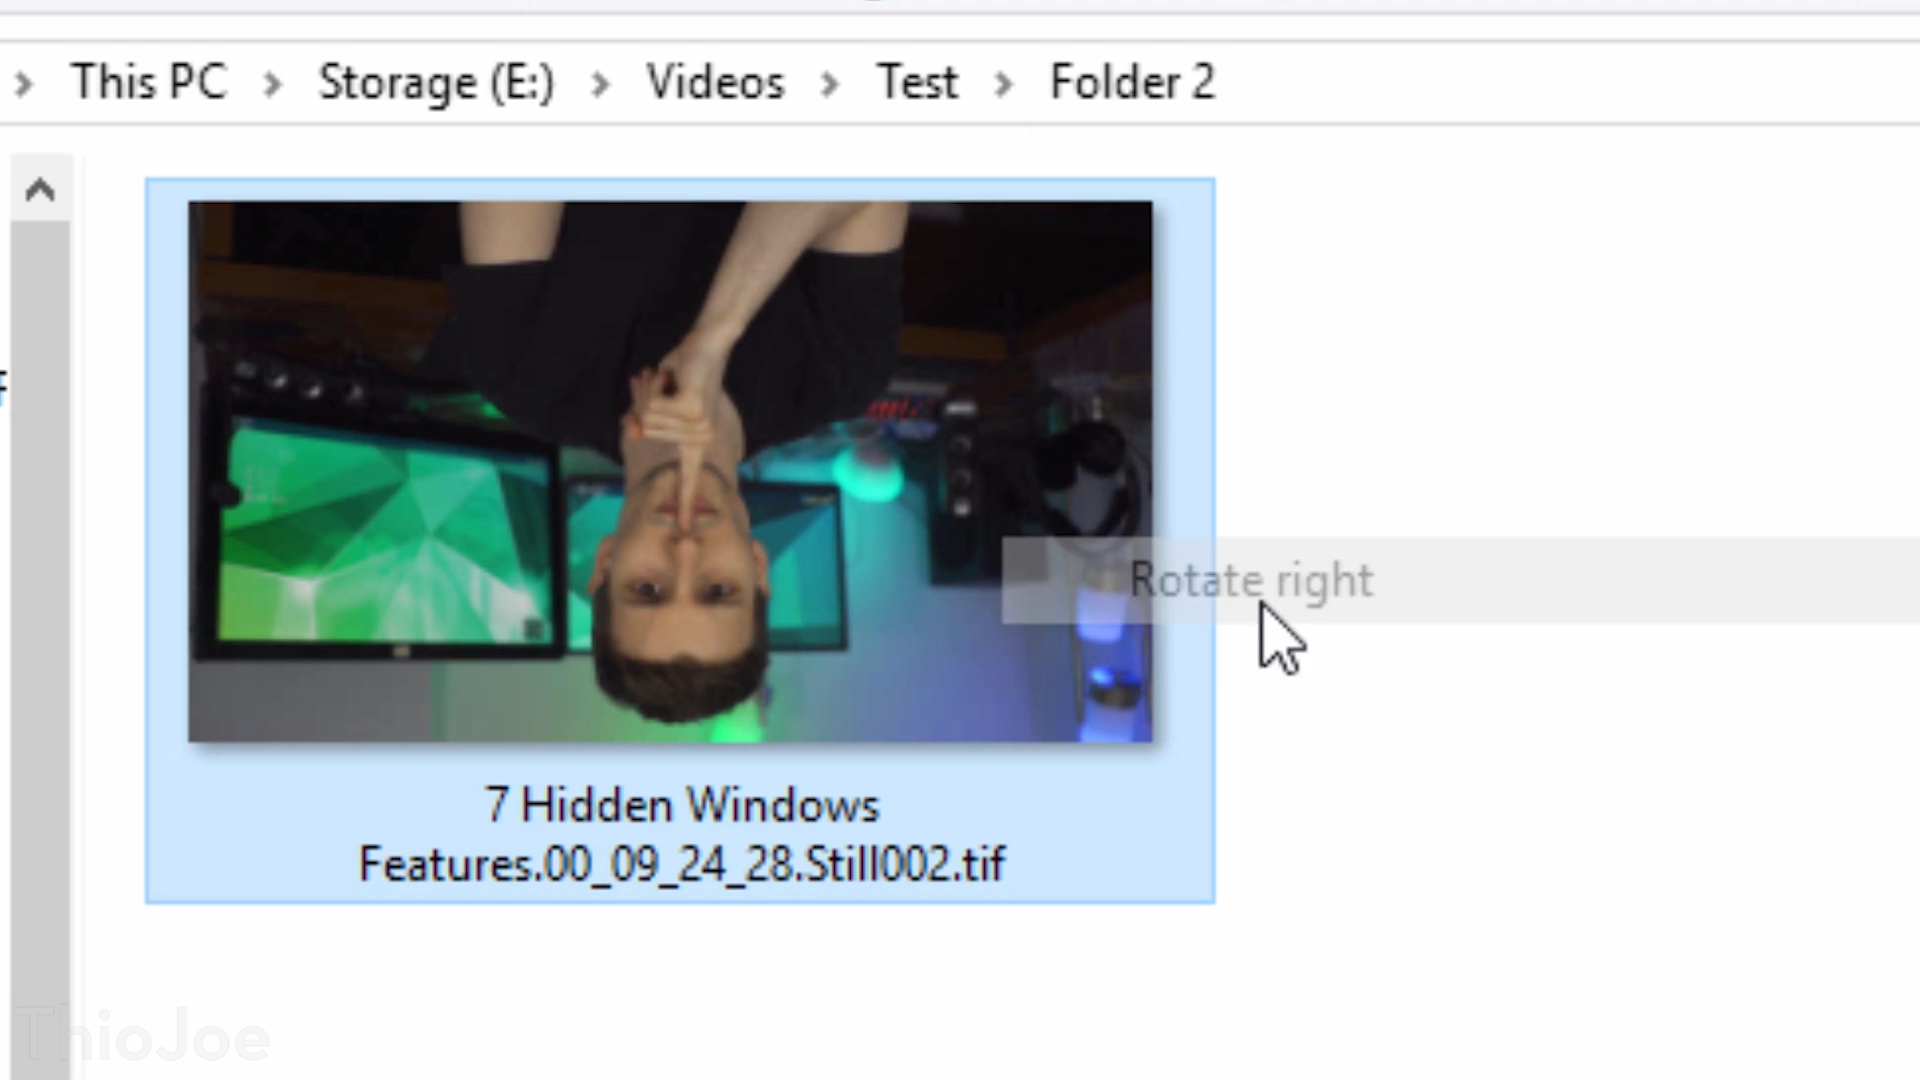 This PC > Storage (E:) > Videos > Test > Folder 2
Rotate right
7 Hidden Windows
Features.00_09_24_28.Still002.tif
ThioJoe